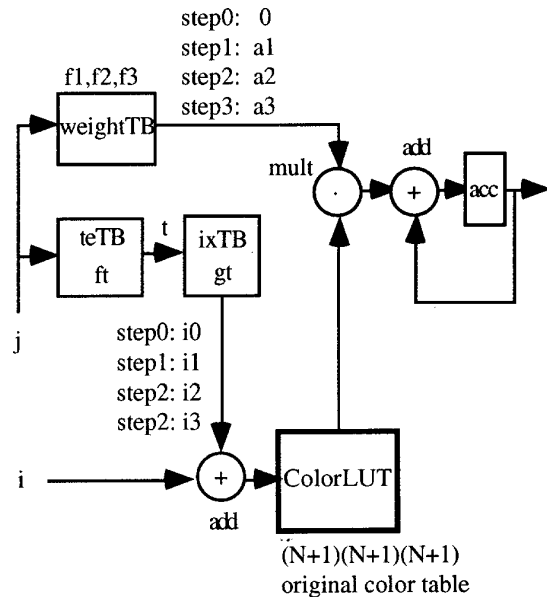 step0: 0
step1: a1
step2: a2
step3: a3
f1,f2,f3
weightTB
mult
add
·
+
acc
teTB
ft
t
ixTB
gt
j
step0: i0
step1: i1
step2: i2
step2: i3
i
+
add
ColorLUT
(N+1)(N+1)(N+1)
original color table